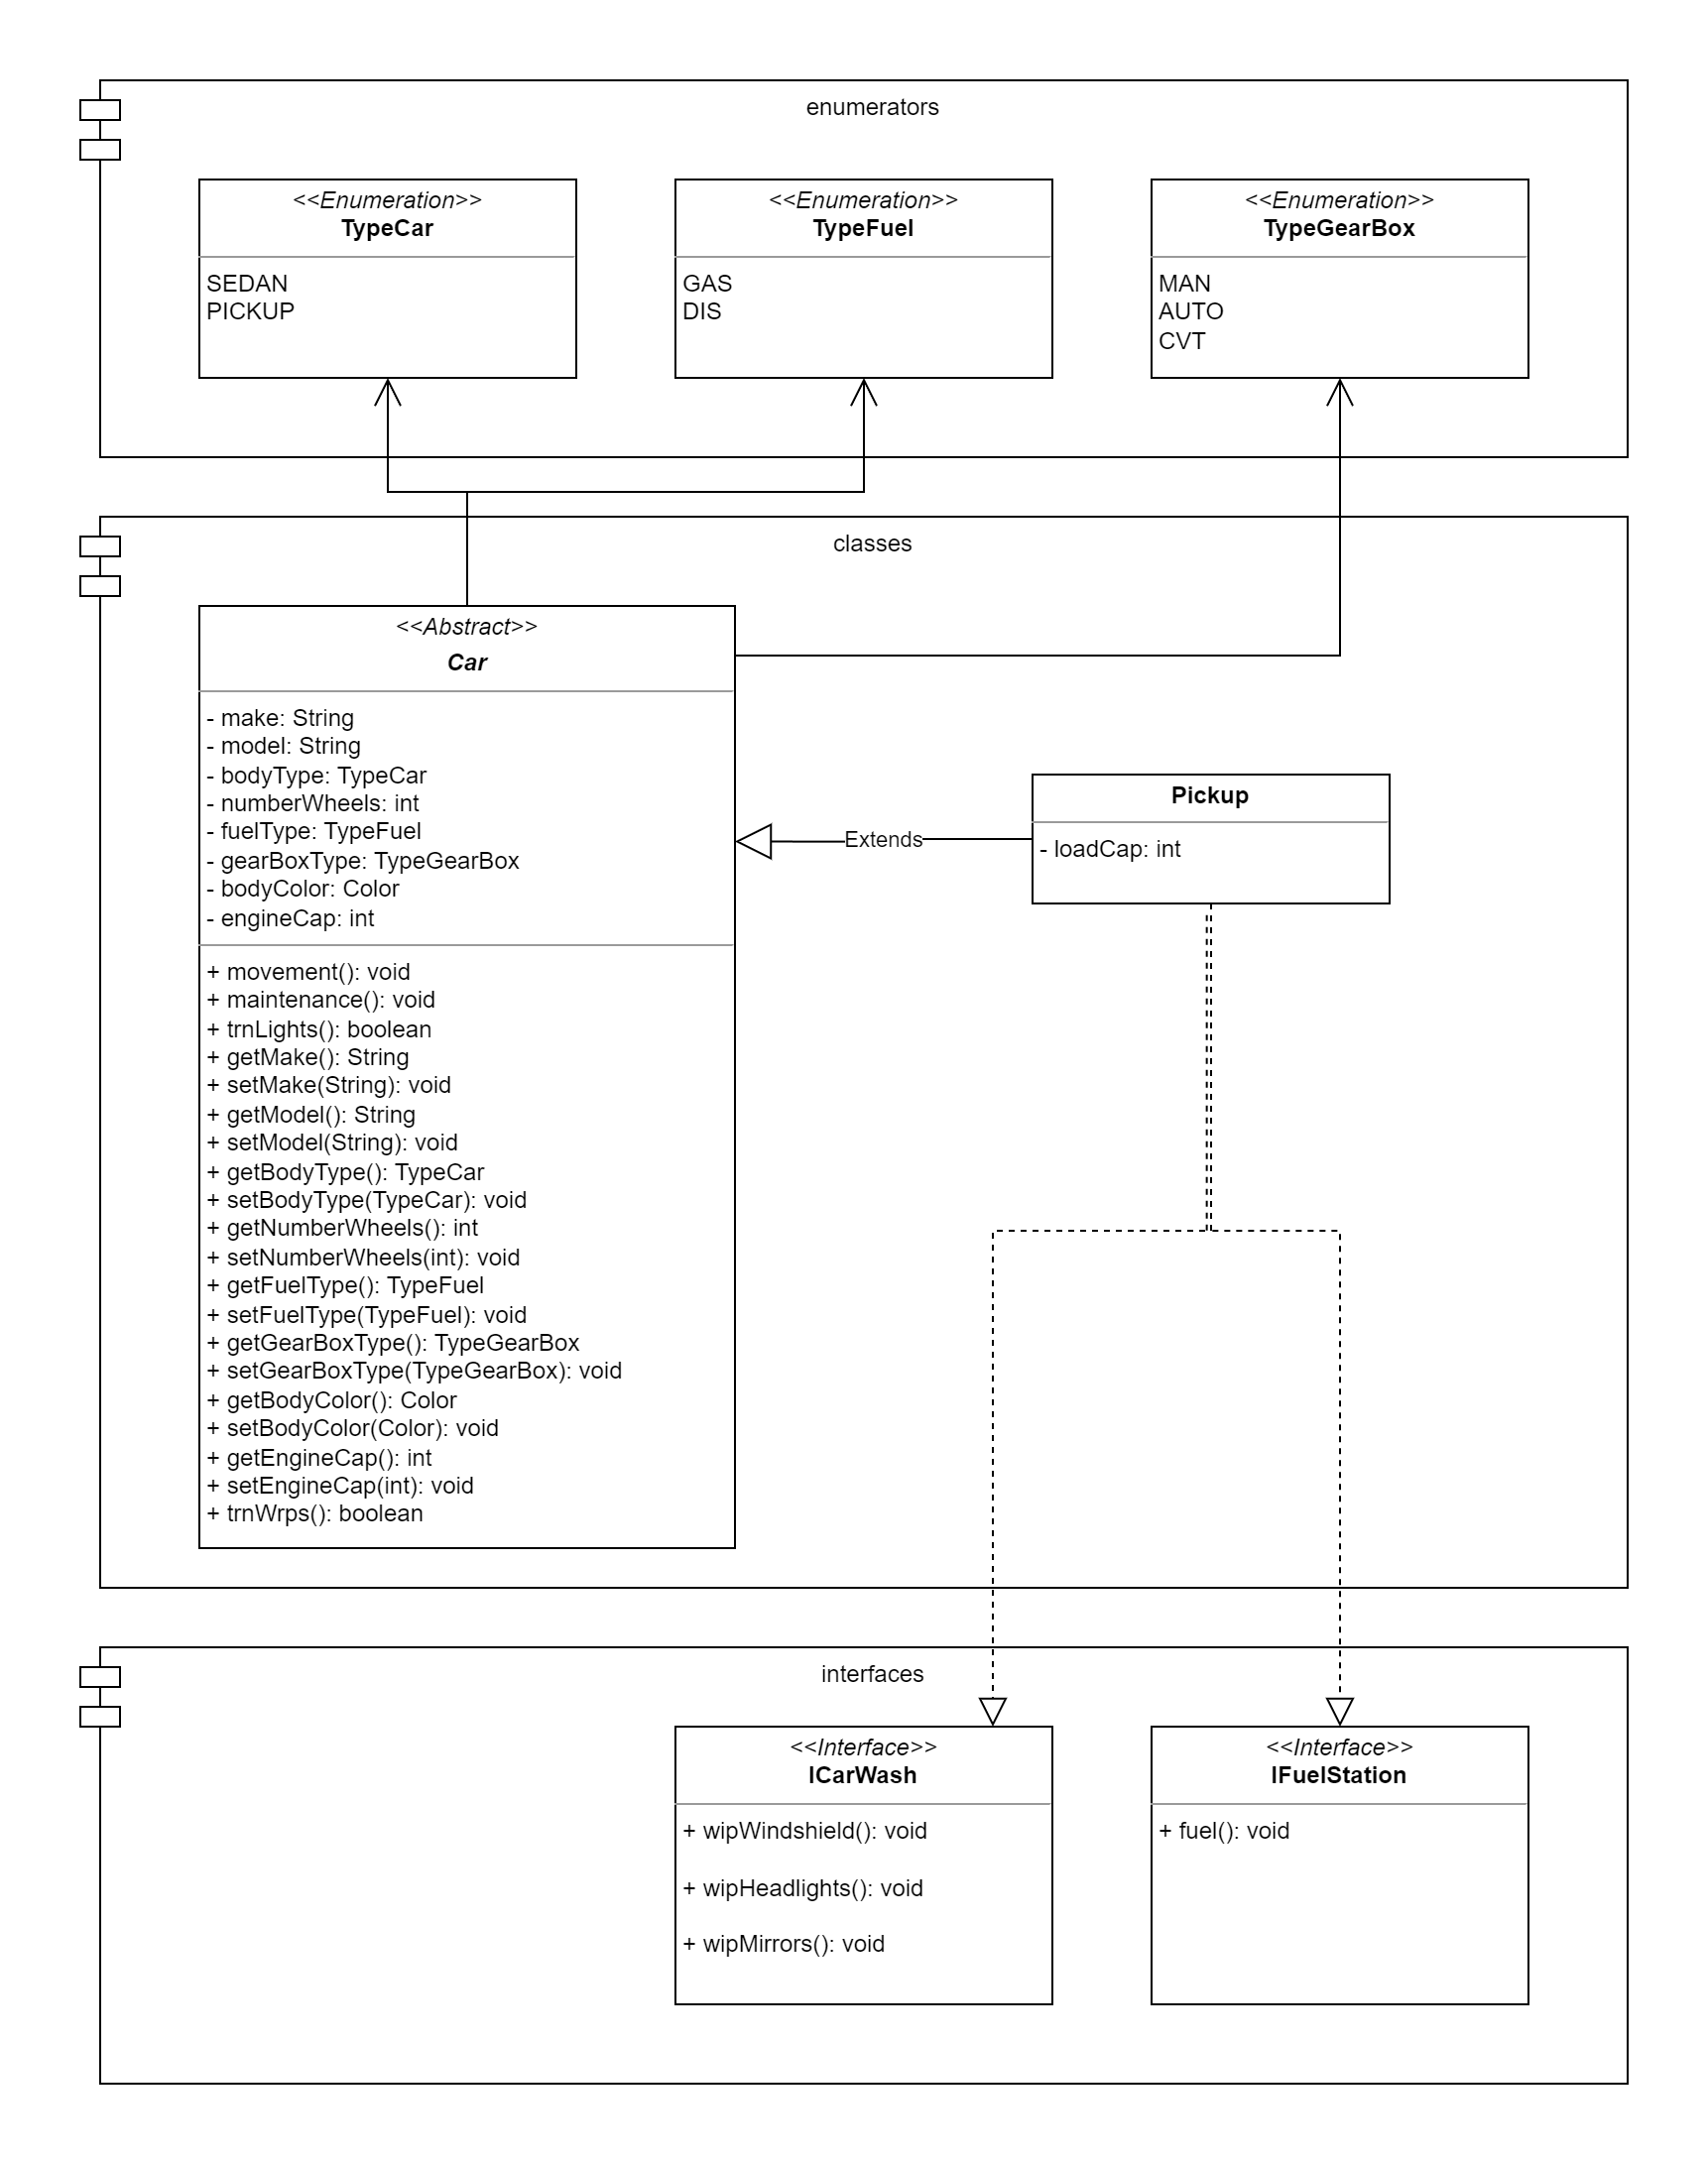 enumerators
<<Enumeration>>
TypeCar
SEDAN
PICKUP
<<Enumeration>>
TypeFuel
GAS
DIS
<<Enumeration>>
TypeGearBox
MAN
AUTO
CVT
classes
<<Abstract>>
Car
- make: String
- model: String
- bodyType: TypeCar
- numberWheels: int
- fuelType: TypeFuel
- gearBoxType: TypeGearBox
- bodyColor: Color
- engineCap: int
+ movement(): void
+ maintenance(): void
+ trnLights(): boolean
+ getMake(): String
+ setMake(String): void
+ getModel(): String
+ setModel(String): void
+ getBodyType(): TypeCar
+ setBodyType(TypeCar): void
+ getNumberWheels(): int
+ setNumberWheels(int): void
+ getFuelType(): TypeFuel
+ setFuelType(TypeFuel): void
+ getGearBoxType(): TypeGearBox
+ setGearBoxType(TypeGearBox): void
+ getBodyColor(): Color
+ setBodyColor(Color): void
+ getEngineCap(): int
+ setEngineCap(int): void
+ trnWrps(): boolean
Extends
Pickup
- loadCap: int
interfaces
<<Interface>>
ICarWash
+ wipWindshield(): void
+ wipHeadlights(): void
+ wipMirrors(): void
<<Interface>>
IFuelStation
+ fuel(): void